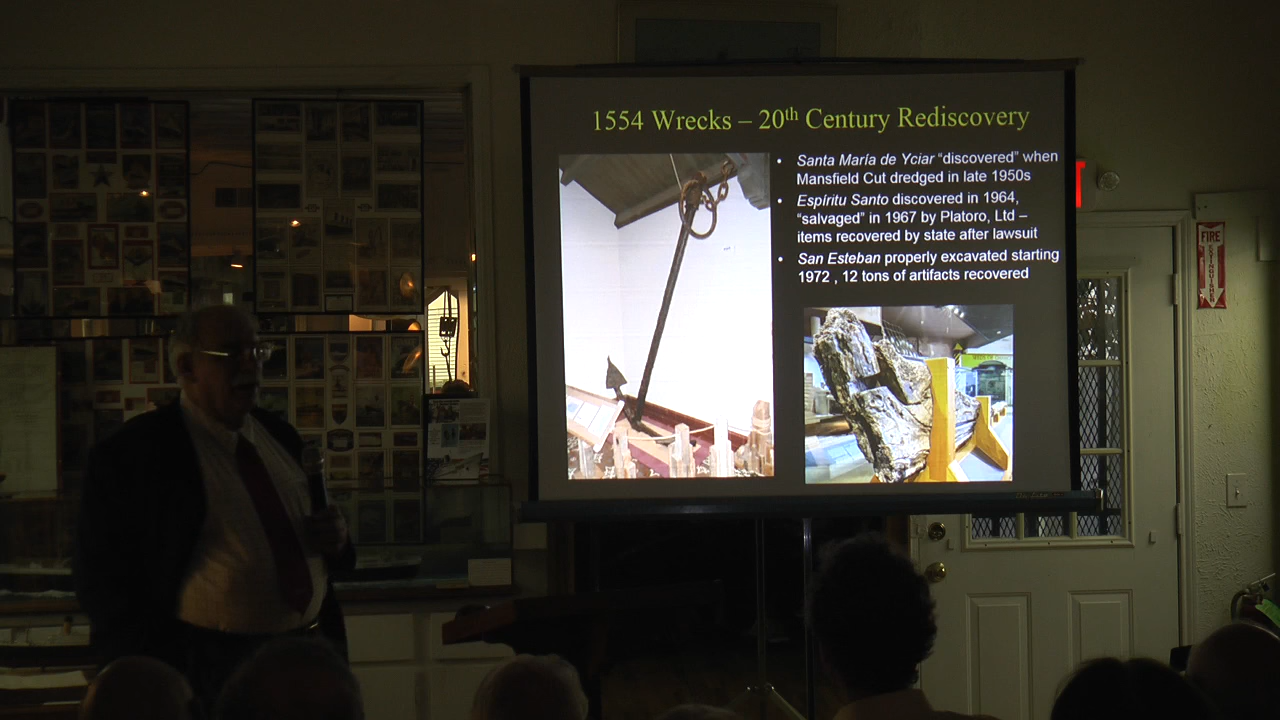 1554 Wrecks – 20th Century Rediscovery
• Santa María de Yciar “discovered” when
Mansfield Cut dredged in late 1950s
• Espíritu Santo discovered in 1964,
“salvaged” in 1967 by Platoro, Ltd –
items recovered by state after lawsuit
• San Esteban properly excavated starting
1972 , 12 tons of artifacts recovered
FIRE
EXTINGUISHER